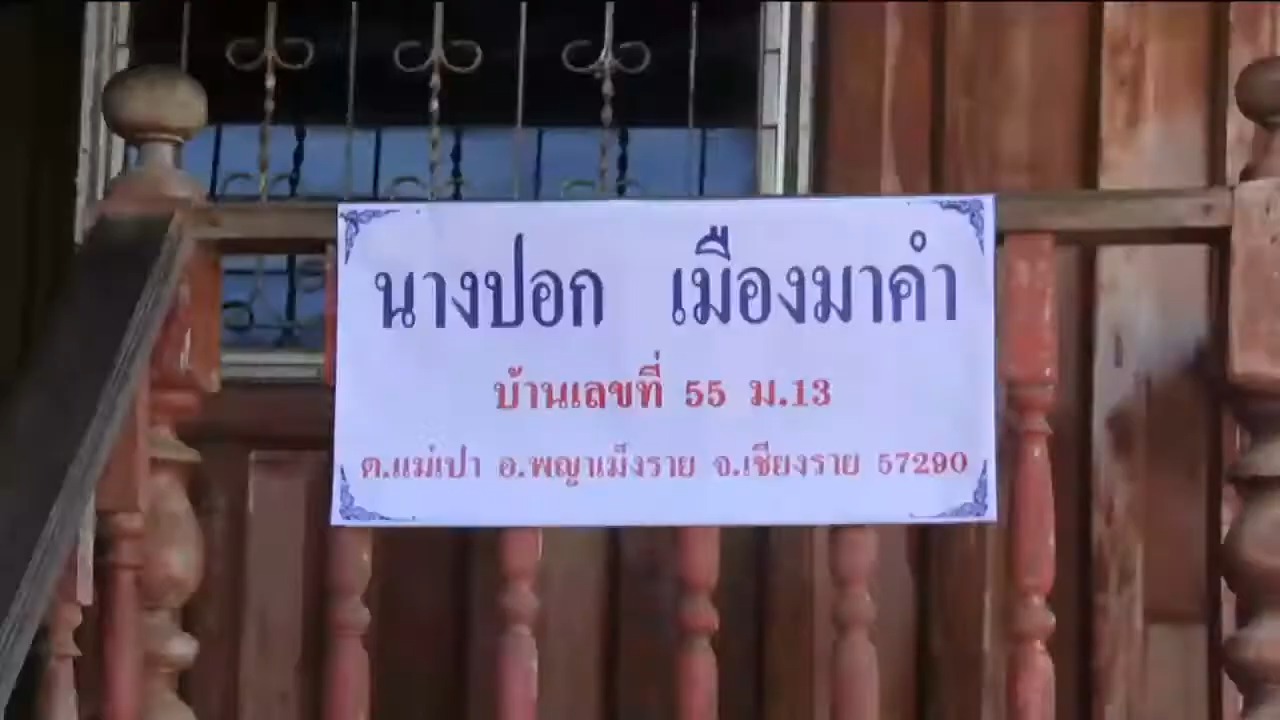 นางปอก เมืองมาคำ
บ้านเลขที่ 55 ม.13
ต.แม่เปา อ.พญาเม็งราย จ.เชียงราย 57290